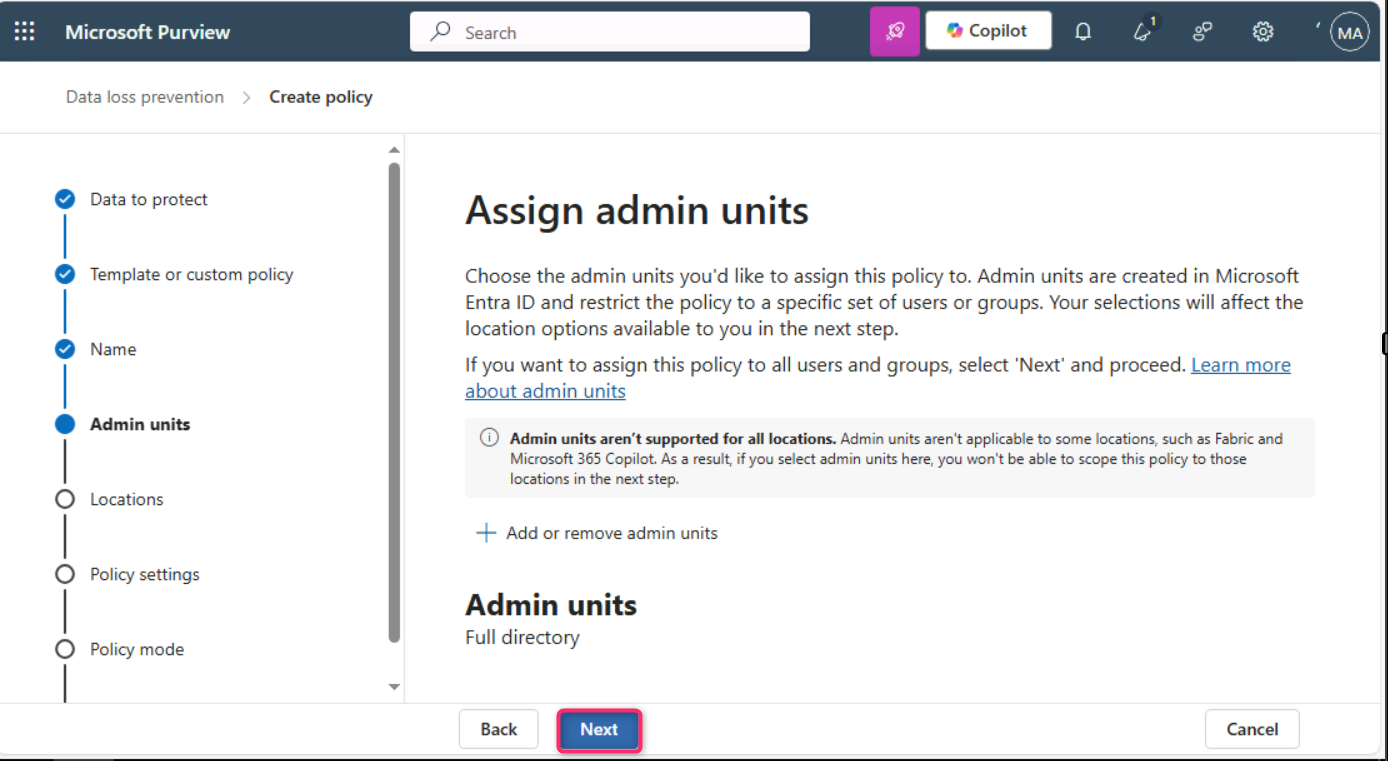 Microsoft Purview
Search
Copilot
1
MA
Data loss prevention > Create policy
Data to protect
Template or custom policy
Name
Admin units
Locations
Policy settings
Policy mode
Assign admin units
Choose the admin units you'd like to assign this policy to. Admin units are created in Microsoft
Entra ID and restrict the policy to a specific set of users or groups. Your selections will affect the
location options available to you in the next step.
If you want to assign this policy to all users and groups, select 'Next' and proceed. Learn more
about admin units
Admin units aren't supported for all locations. Admin units aren't applicable to some locations, such as Fabric and
Microsoft 365 Copilot. As a result, if you select admin units here, you won't be able to scope this policy to those
locations in the next step.
Add or remove admin units
Admin units
Full directory
Back
Next
Cancel